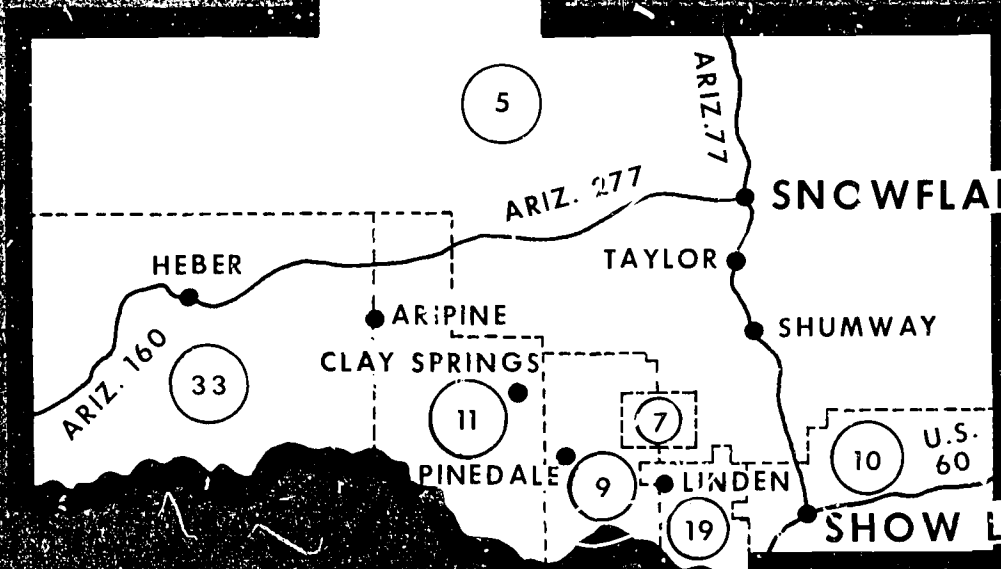 5
ARIZ. 77
ARIZ. 277
SNOWFLA
TAYLOR
HEBER
ARIPINE
SHUMWAY
CLAY SPRINGS
ARIZ. 160
33
11
7
U.S.
60
10
PINEDALE
9
LINDEN
19
SHOW L